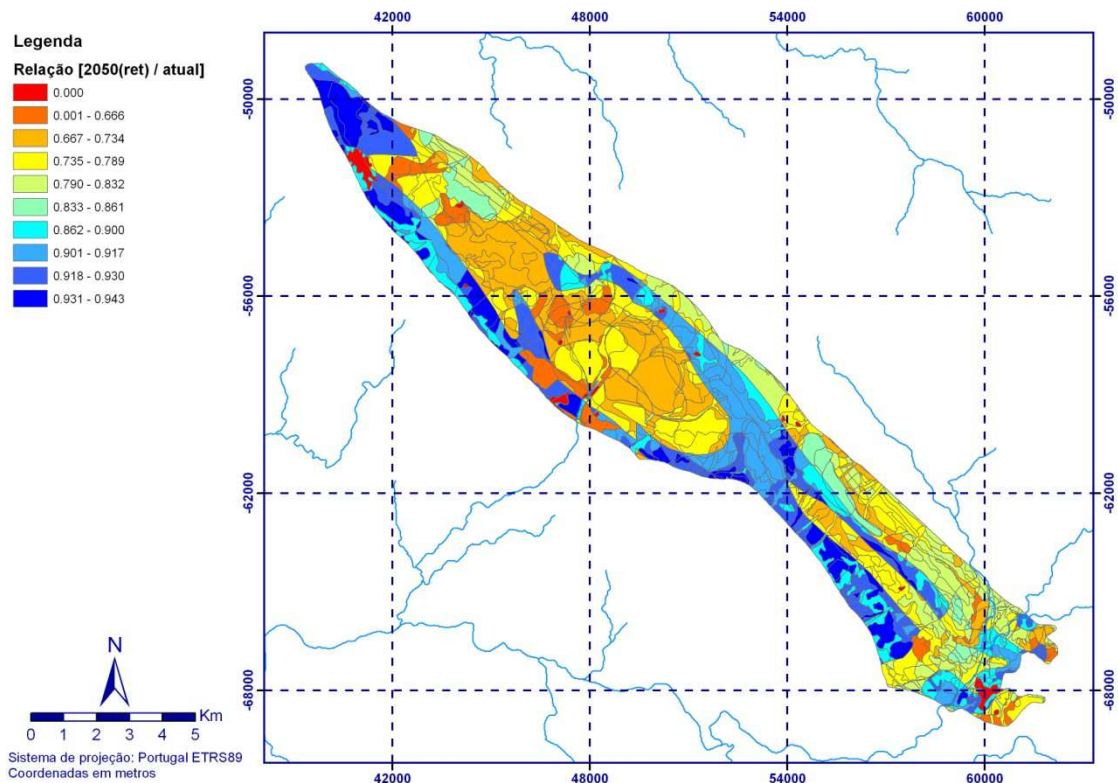 42000 48000 54000 60000
Legenda
Relação [2050(ret) / atual]
0.000
0.001 - 0.666
0.667 - 0.734
0.735 - 0.789
0.790 - 0.832
0.833 - 0.861
0.862 - 0.900
0.901 - 0.917
0.918 - 0.930
0.931 - 0.943
-50000 -50000
-56000 -56000
-62000 -62000
-68000 -68000
N
Km
0 1 2 3 4 5
Sistema de projeção: Portugal ETRS89
Coordenadas em metros
42000 48000 54000 60000